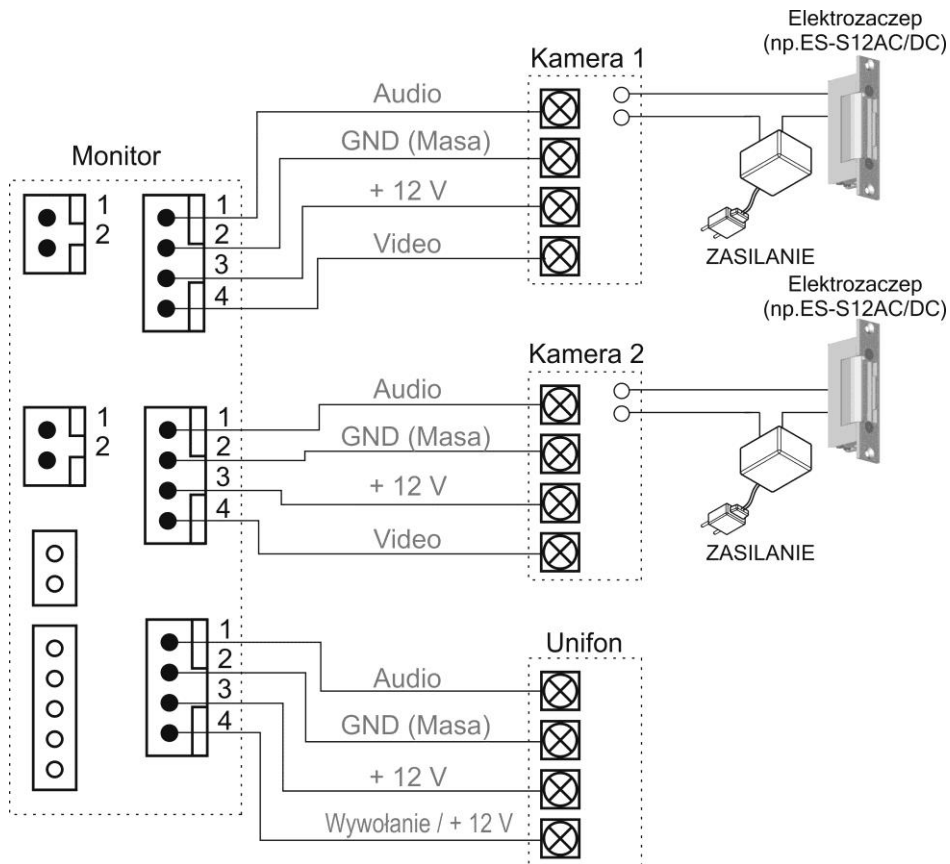 Elektrozaczep
(np.ES-S12AC/DC)
Kamera 1
Audio
GND (Masa)
+ 12 V
Video
Monitor
1
2
1
2
3
4
ZASILANIE
Elektrozaczep
(np.ES-S12AC/DC)
Kamera 2
Audio
GND (Masa)
+ 12 V
Video
1
2
1
2
3
4
ZASILANIE
Unifon
1
2
3
4
Audio
GND (Masa)
+ 12 V
Wywołanie / + 12 V